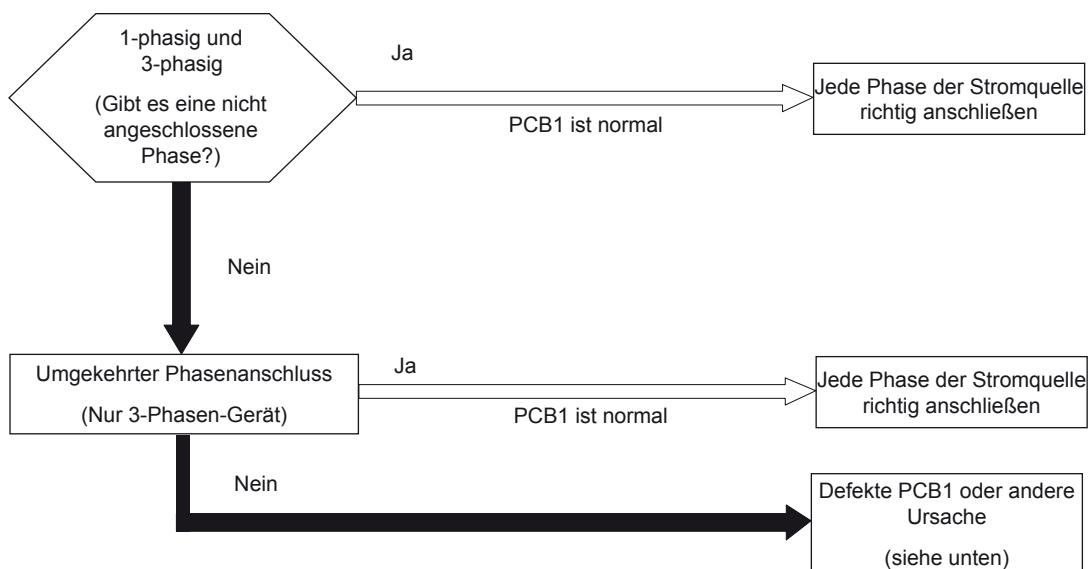 1-phasig und
3-phasig
(Gibt es eine nicht
angeschlossene
Phase?)
Ja
PCB1 ist normal
Jede Phase der Stromquelle
richtig anschließen
Nein
Umgekehrter Phasenanschluss
(Nur 3-Phasen-Gerät)
Ja
PCB1 ist normal
Jede Phase der Stromquelle
richtig anschließen
Nein
Defekte PCB1 oder andere
Ursache
(siehe unten)